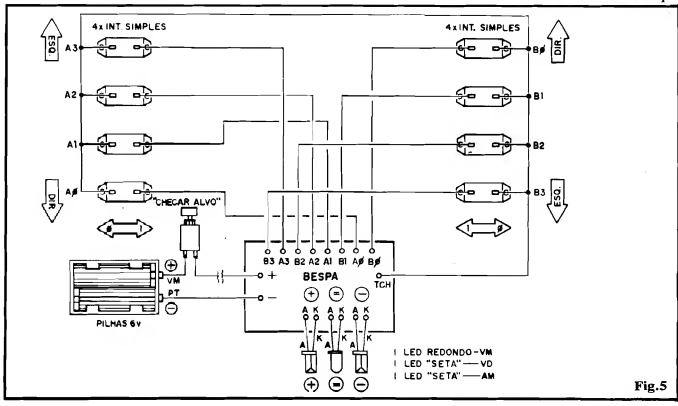 4x INT. SIMPLES
4x INT. SIMPLES
ESQ.
A3
A2
A1
AØ
DIR
DIR.
BØ
B1
B2
B3
ESQ.
Ø 1
1 Ø
"CHECAR ALVO"
+
VM
PT
−
PILHAS 6v
B3 A3 B2 A2 A1 B1 AØ BØ
BESPA
TCH
+
−
+ = −
A K A K A K
A K A K A K
+ = −
1 LED REDONDO-VM
1 LED "SETA"—VD
1 LED "SETA"—AM
Fig.5